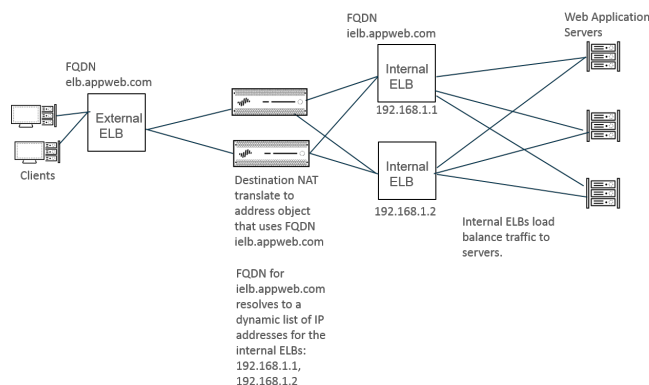 FQDN
elb.appweb.com
External
ELB
Clients
Destination NAT
translate to
address object
that uses FQDN
ielb.appweb.com
FQDN for
ielb.appweb.com
resolves to a
dynamic list of IP
addresses for the
internal ELBs:
192.168.1.1,
192.168.1.2
FQDN
ielb.appweb.com
Internal
ELB
192.168.1.1
Internal
ELB
192.168.1.2
Web Application
Servers
Internal ELBs load
balance traffic to
servers.